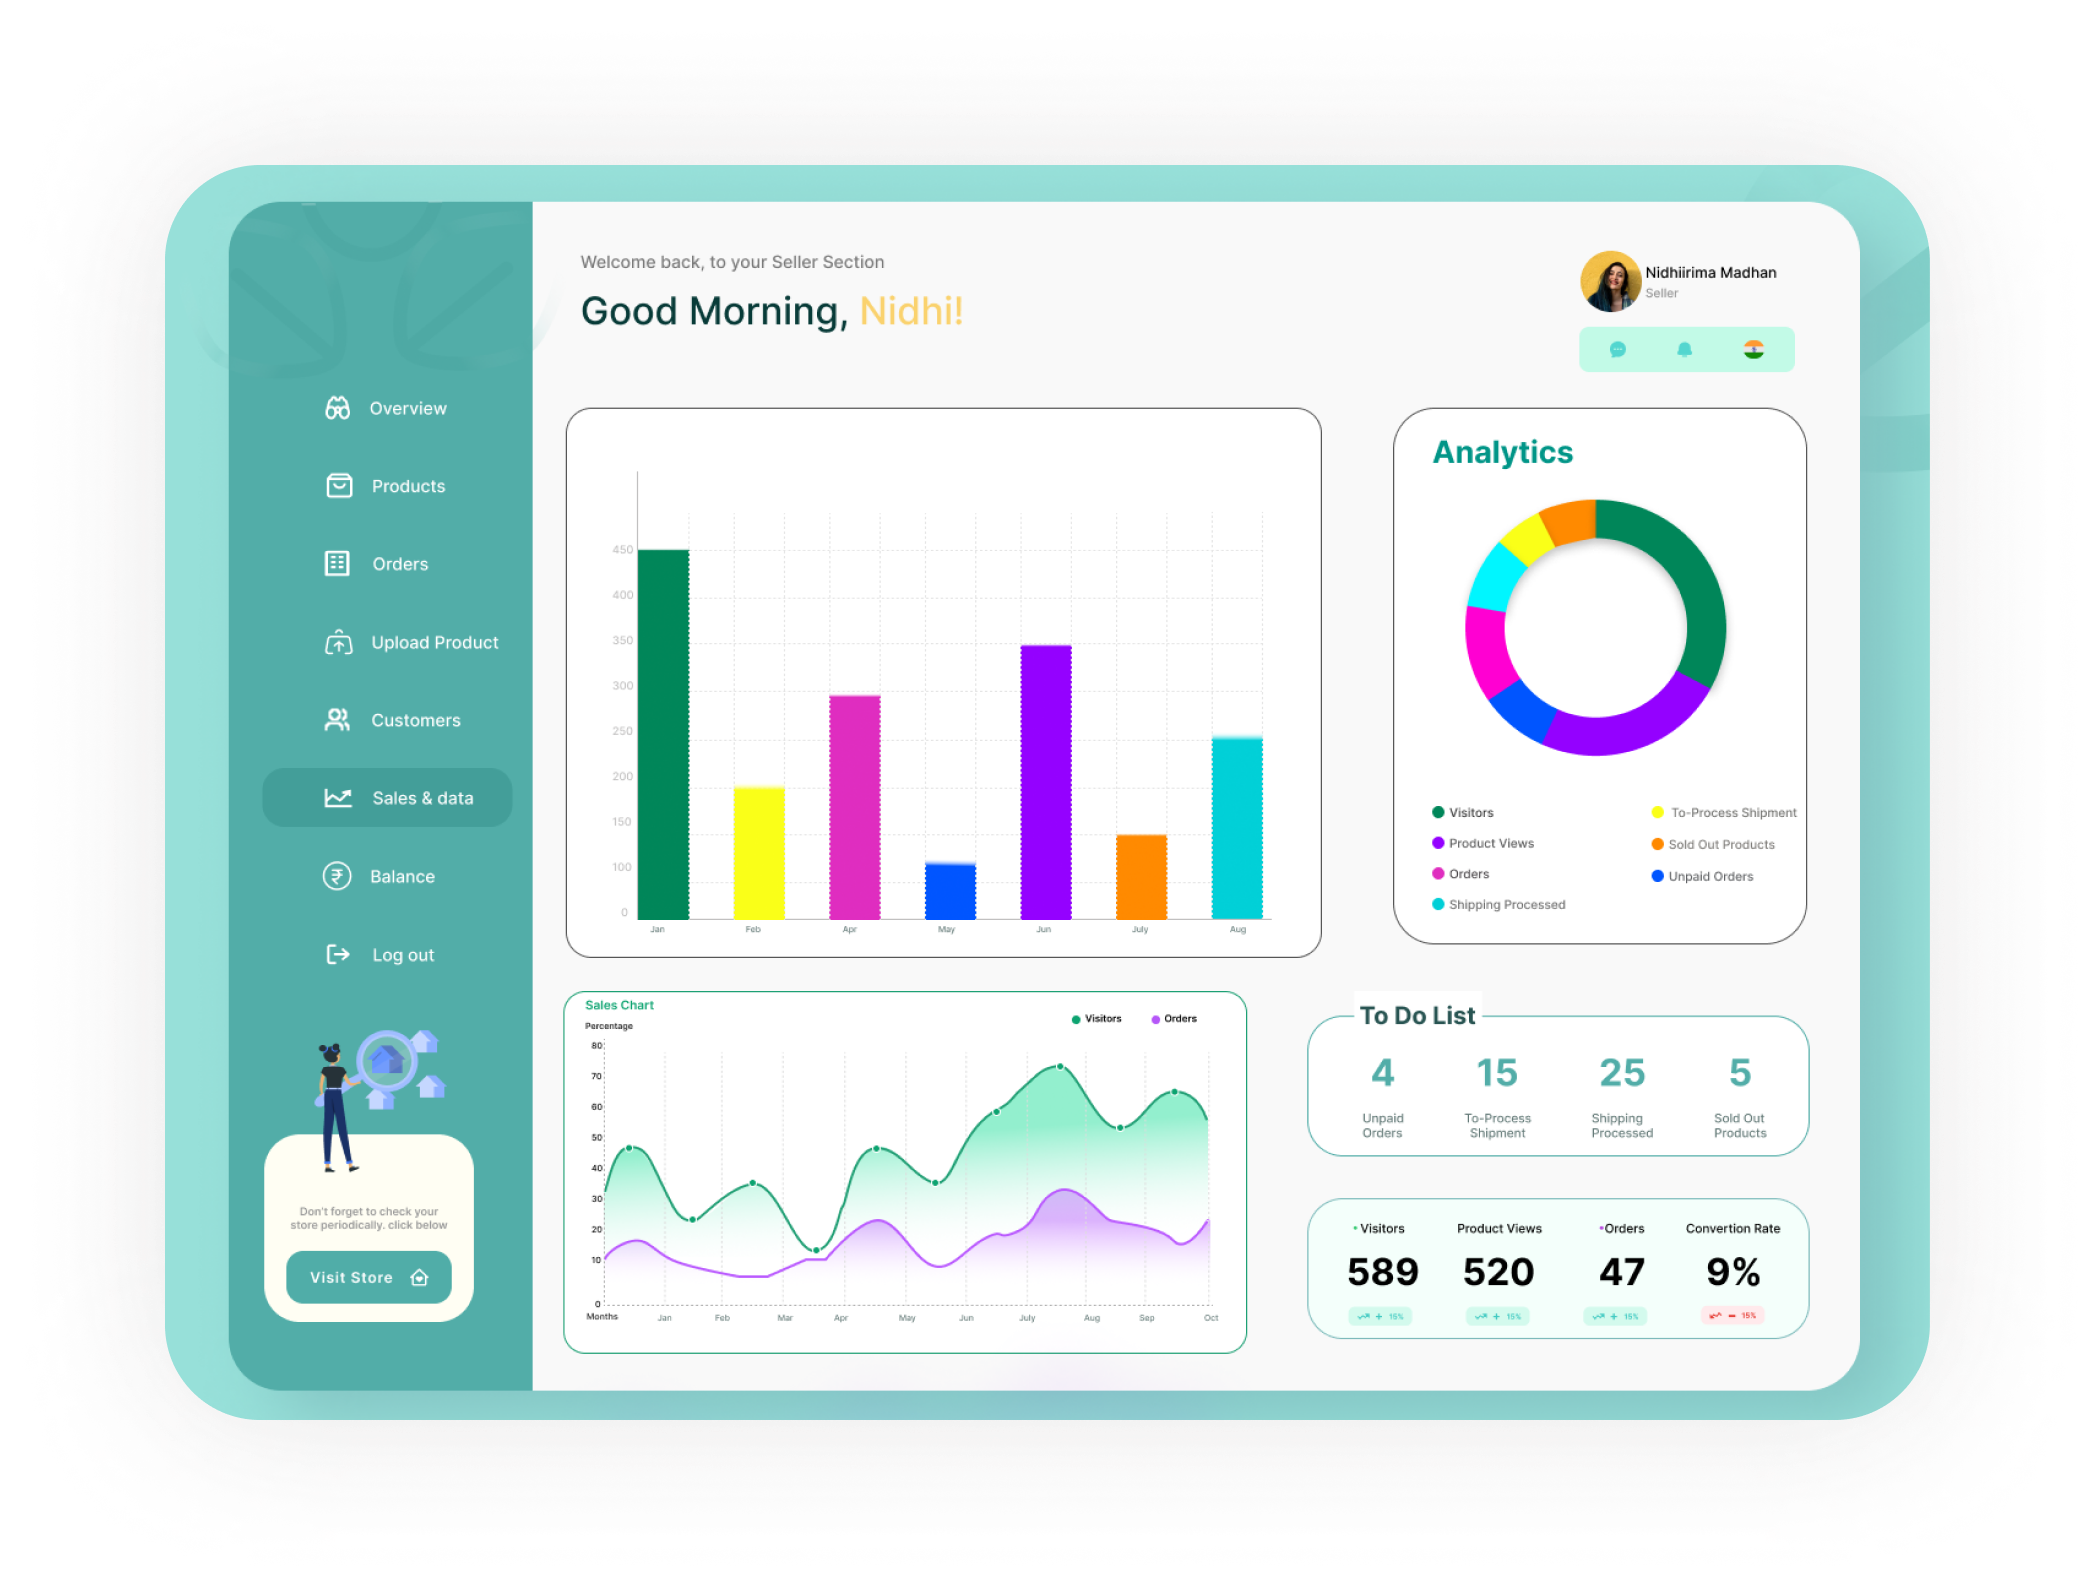 Welcome back, to your Seller Section
Good Morning, Nidhi!
Nidhiirima Madhan
Seller
Overview
Products
Orders
Upload Product
Customers
Sales & data
Balance
Log out
Don't forget to check your
store periodically. click below
Visit Store
450
400
350
300
250
200
150
100
0
Jan Feb Apr May Jun July Aug
Analytics
Visitors
Product Views
Orders
Shipping Processed
To-Process Shipment
Sold Out Products
Unpaid Orders
Sales Chart
Percentage
Visitors Orders
80
70
60
50
40
30
20
10
0
Months Jan Feb Mar Apr May Jun July Aug Sep Oct
To Do List
4 15 25 5
Unpaid
Orders
To-Process
Shipment
Shipping
Processed
Sold Out
Products
Visitors Product Views Orders Convertion Rate
589 520 47 9%
+ 15% + 15% + 15% − 15%